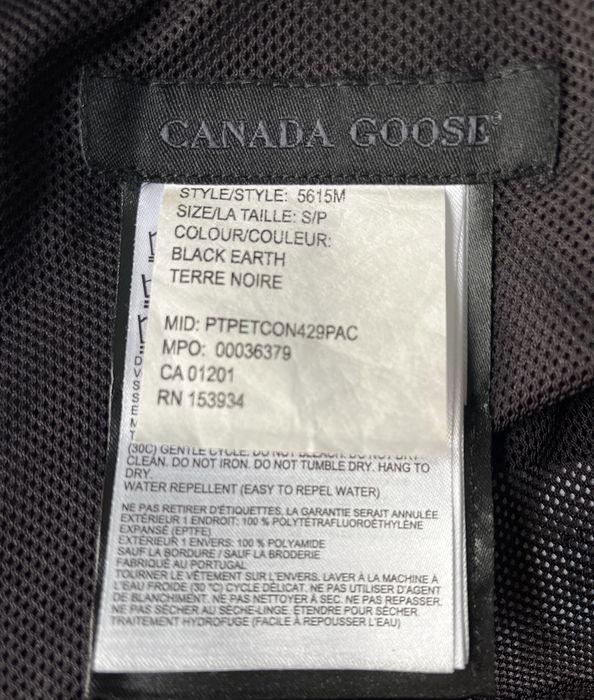 CANADA GOOSE®
STYLE/STYLE: 5615M
SIZE/LA TAILLE: S/P
COLOUR/COULEUR:
BLACK EARTH
TERRE NOIRE
MID: PTPETCON429PAC
MPO: 00036379
CA 01201
RN 153934
D
V
S
S
E
M
T
(30C) GENTLE CYCLE. DO NOT BLEACH. DO NOT DRY
CLEAN. DO NOT IRON. DO NOT TUMBLE DRY. HANG TO
DRY.
WATER REPELLENT (EASY TO REPEL WATER)
NE PAS RETIRER D'ÉTIQUETTES, LA GARANTIE SERAIT ANNULÉE
EXTÉRIEUR 1 ENDROIT: 100 % POLYTÉTRAFLUOROÉTHYLÈNE
EXPANSÉ (EPTFE)
EXTÉRIEUR 1 ENVERS: 100 % POLYAMIDE
SAUF LA BORDURE / SAUF LA BRODERIE
FABRIQUÉ AU PORTUGAL
TOURNER LE VÊTEMENT SUR L'ENVERS. LAVER À LA MACHINE À
L'EAU FROIDE (30 °C) CYCLE DÉLICAT. NE PAS UTILISER D'AGENT
DE BLANCHIMENT. NE PAS NETTOYER À SEC. NE PAS REPASSER.
NE PAS SÉCHER AU SÈCHE-LINGE. ÉTENDRE POUR SÉCHER.
TRAITEMENT HYDROFUGE (FACILE À REPOUSSER L'EAU)